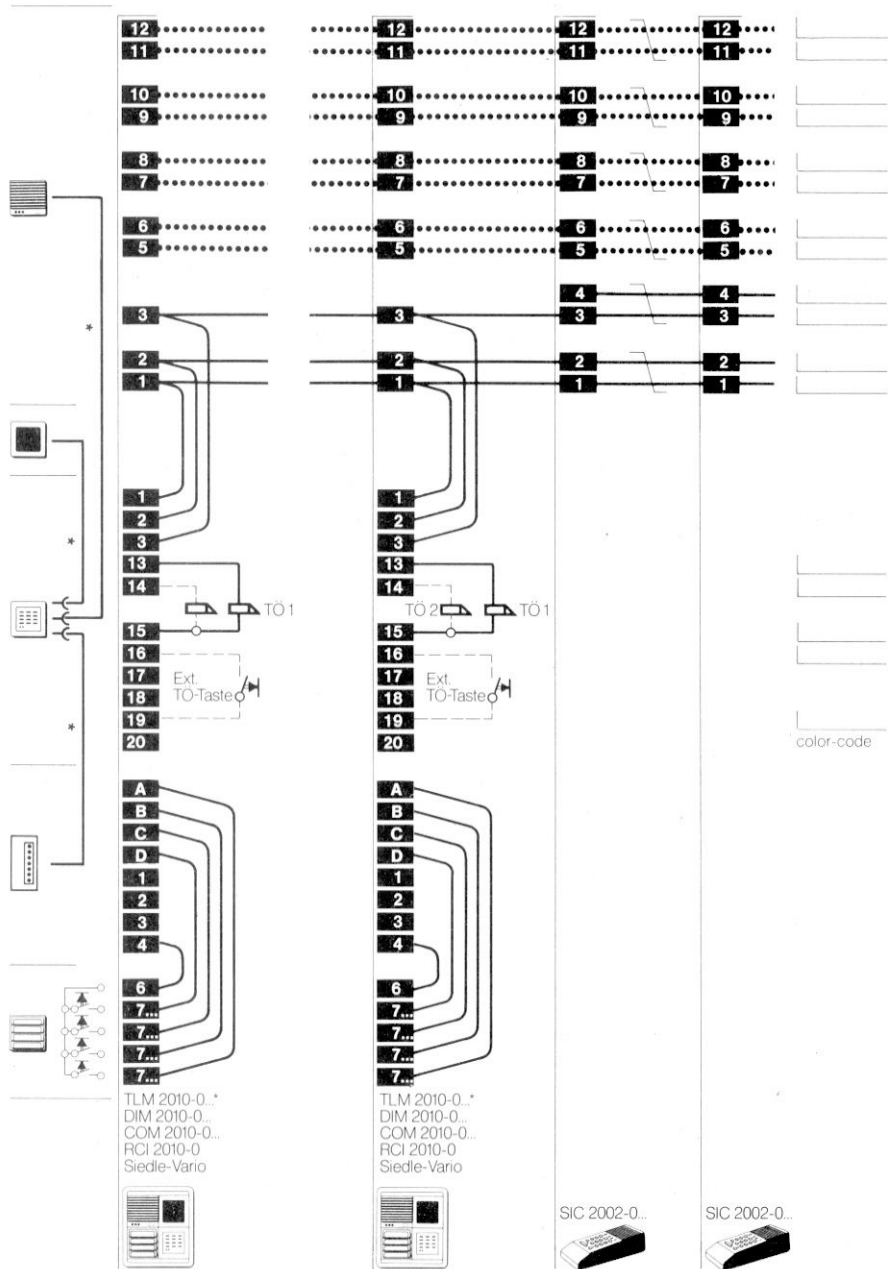 12 12 12 12
11 11 11 11
10 10 10 10
9 9 9 9
8 8 8 8
7 7 7 7
6 6 6 6
5 5 5 5
4 4
3 3 3 3
*
2 2 2 2
1 1 1 1
1 1
2 2
3 3
*
13 13
14 14
TÖ 1 TÖ 2 TÖ 1
15 15
16 16
17 Ext. 17 Ext.
18 TÖ-Taste 18 TÖ-Taste
19 19
*
20 20
color-code
A A
B B
C C
D D
1 1
2 2
3 3
4 4
6 6
7... 7...
7... 7...
7... 7...
7... 7...
TLM 2010-0...* TLM 2010-0...*
DIM 2010-0... DIM 2010-0...
COM 2010-0... COM 2010-0...
RCI 2010-0 RCI 2010-0
Siedle-Vario Siedle-Vario
SIC 2002-0... SIC 2002-0...